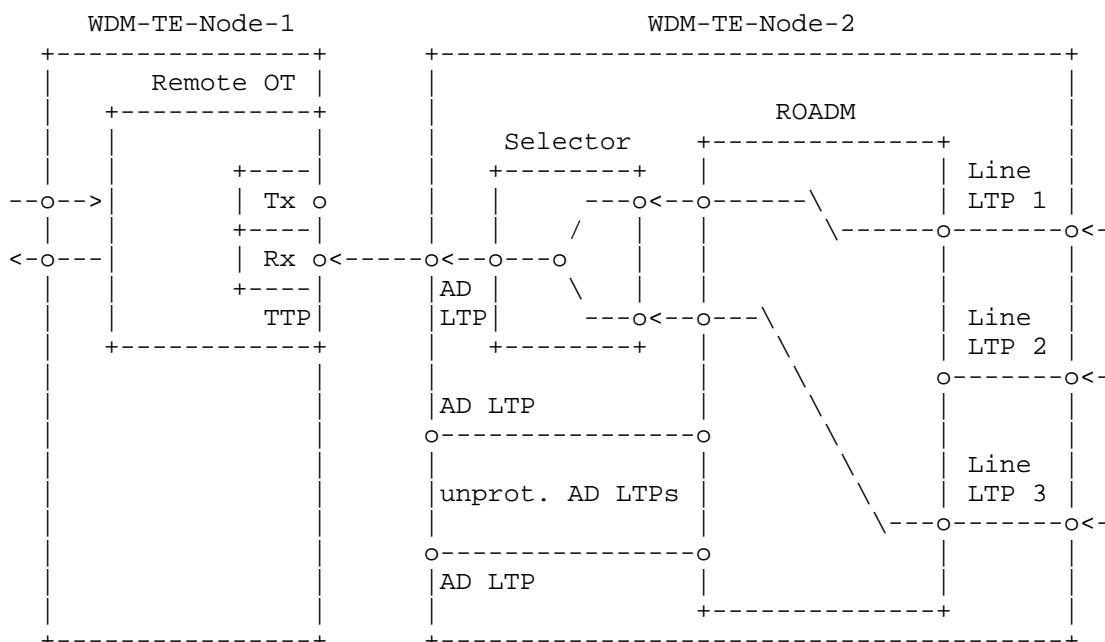 WDM-TE-Node-1 WDM-TE-Node-2
Remote OT
ROADM
Selector
Line
Tx LTP 1
Rx
AD
TTP LTP Line
LTP 2
AD LTP
Line
unprot. AD LTPs LTP 3
AD LTP